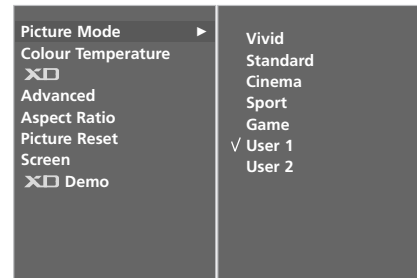 Picture Mode ►
Colour Temperature
XD
Advanced
Aspect Ratio
Picture Reset
Screen
XD Demo
Vivid
Standard
Cinema
Sport
Game
√ User 1
User 2